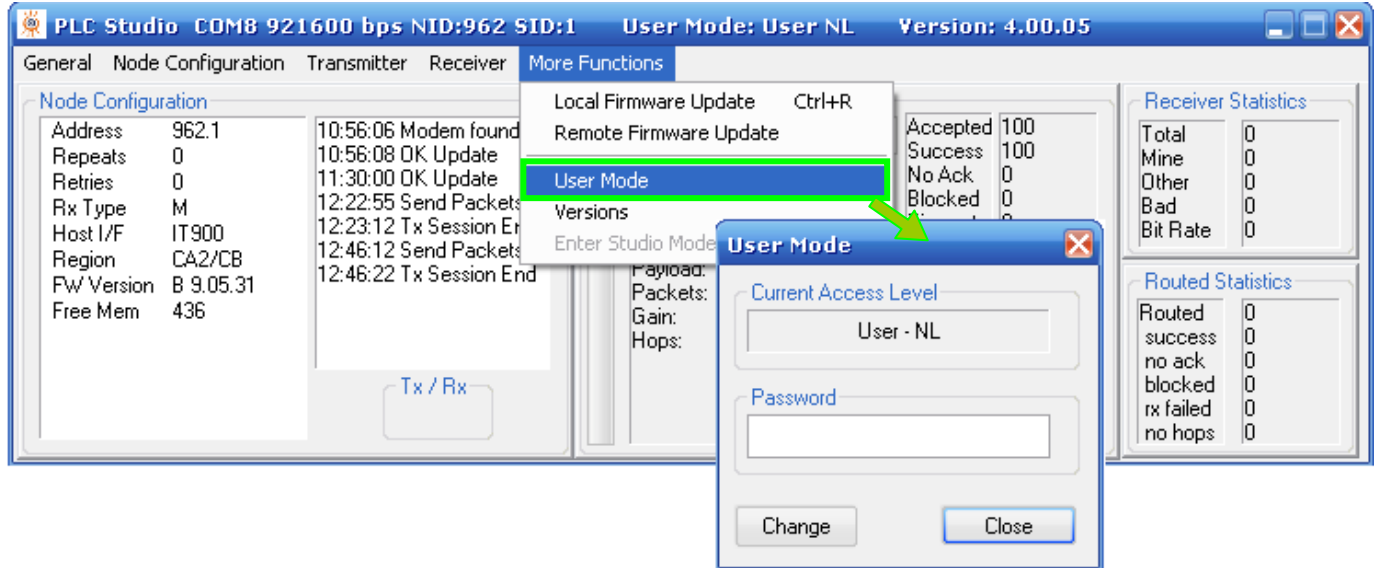 PLC Studio COM8 921600 bps NID:962 SID:1 User Mode: User NL Version: 4.00.05
General Node Configuration Transmitter Receiver More Functions
Node Configuration
Address 962.1
Repeats 0
Retries 0
Rx Type M
Host I/F IT900
Region CA2/CB
FW Version B 9.05.31
Free Mem 436
10:56:06 Modem found
10:56:08 OK Update
11:30:00 OK Update
12:22:55 Send Packets
12:23:12 Tx Session En
12:46:12 Send Packets
12:46:22 Tx Session End
Tx / Rx
Local Firmware Update Ctrl+R
Remote Firmware Update
User Mode
Versions
Enter Studio Mode
Payload:
Packets:
Gain:
Hops:
Accepted 100
Success 100
No Ack 0
Blocked 0
Receiver Statistics
Total 0
Mine 0
Other 0
Bad 0
Bit Rate 0
Routed Statistics
Routed 0
success 0
no ack 0
blocked 0
rx failed 0
no hops 0
User Mode
Current Access Level
User - NL
Password
Change Close